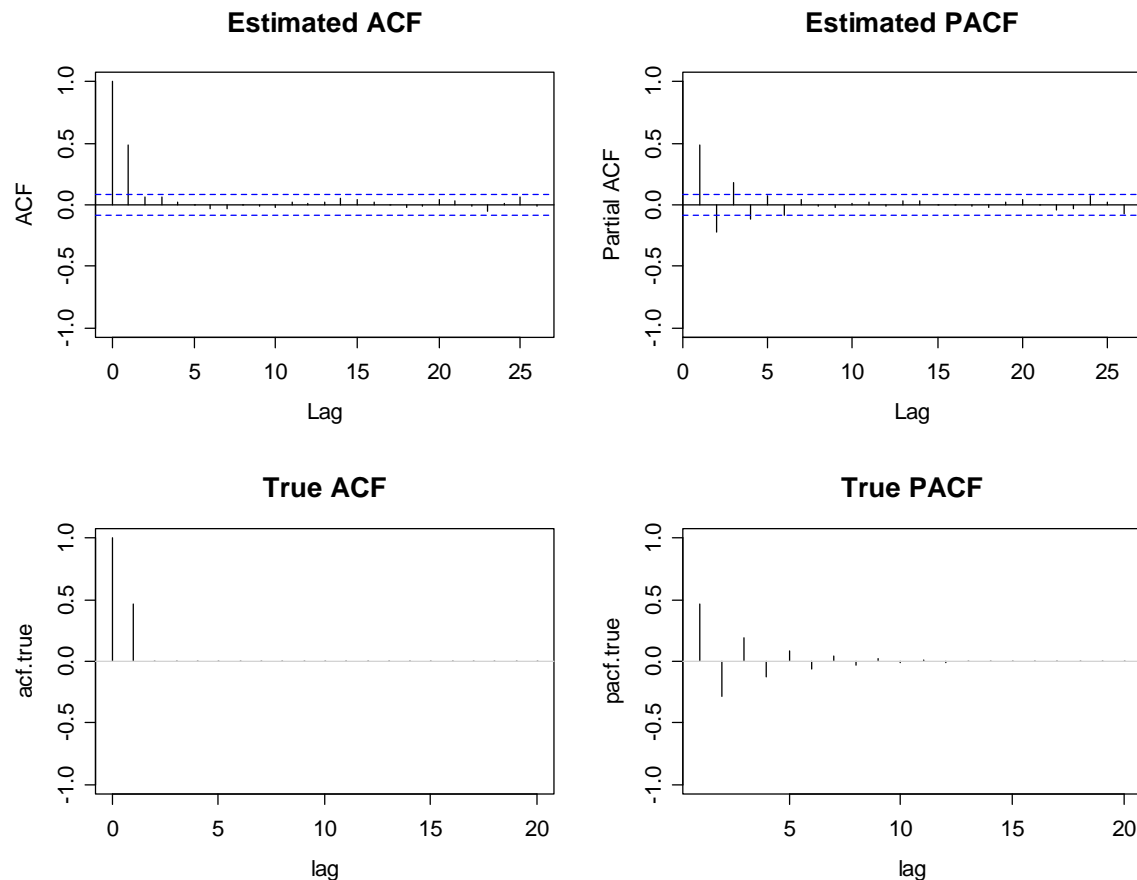 Estimated ACF
ACF
1.0
0.5
0.0
-0.5
-1.0
0 5 10 15 20 25
Lag
Estimated PACF
Partial ACF
1.0
0.5
0.0
-0.5
-1.0
0 5 10 15 20 25
Lag
True ACF
acf.true
1.0
0.5
0.0
-0.5
-1.0
0 5 10 15 20
lag
True PACF
pacf.true
1.0
0.5
0.0
-0.5
-1.0
5 10 15 20
lag